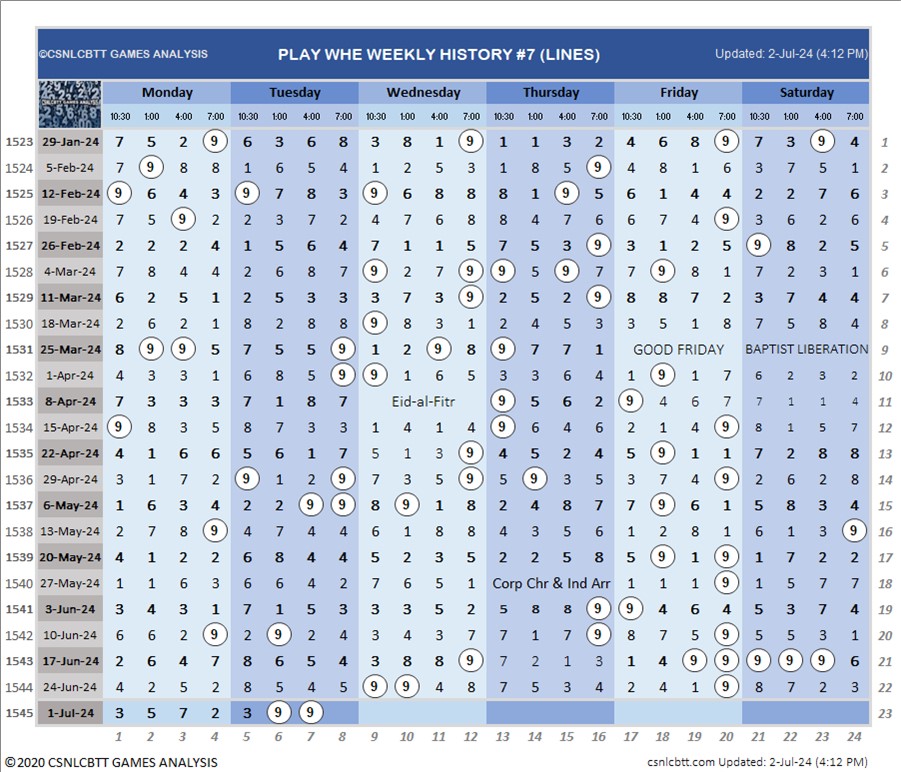 ©CSNLCBTT GAMES ANALYSIS PLAY WHE WEEKLY HISTORY #7 (LINES) Updated: 2-Jul-24 (4:12 PM)
Monday Tuesday Wednesday Thursday Friday Saturday
CSNLCBTT GAMES ANALYSIS 10:30 1:00 4:00 7:00 10:30 1:00 4:00 7:00 10:30 1:00 4:00 7:00 10:30 1:00 4:00 7:00 10:30 1:00 4:00 7:00 10:30 1:00 4:00 7:00
1523 29-Jan-24 7 5 2 9 6 3 6 8 3 8 1 9 1 1 3 2 4 6 8 9 7 3 9 4 1
1524 5-Feb-24 7 9 8 8 1 6 5 4 1 2 5 3 1 8 5 9 4 8 1 6 3 7 5 1 2
1525 12-Feb-24 9 6 4 3 9 7 8 3 9 6 8 8 8 1 9 5 6 1 4 4 2 2 7 6 3
1526 19-Feb-24 7 5 9 2 2 3 7 2 4 7 6 8 8 4 7 6 6 7 4 9 3 6 2 6 4
1527 26-Feb-24 2 2 2 4 1 5 6 4 7 1 1 5 7 5 3 9 3 1 2 5 9 8 2 5 5
1528 4-Mar-24 7 8 4 4 2 6 8 7 9 2 7 9 9 5 9 7 7 9 8 1 7 2 3 1 6
1529 11-Mar-24 6 2 5 1 2 5 3 3 3 7 3 9 2 5 2 9 8 8 7 2 3 7 4 4 7
1530 18-Mar-24 2 6 2 1 8 2 8 8 9 8 3 1 2 4 5 3 3 5 1 8 7 5 8 4 8
1531 25-Mar-24 8 9 9 5 7 5 5 9 1 2 9 8 9 7 7 1 GOOD FRIDAY BAPTIST LIBERATION 9
1532 1-Apr-24 4 3 3 1 6 8 5 9 9 1 6 5 3 3 6 4 1 9 1 7 6 2 3 2 10
1533 8-Apr-24 7 3 3 3 7 1 8 7 Eid-al-Fitr 9 5 6 2 9 4 6 7 7 1 1 4 11
1534 15-Apr-24 9 8 3 5 8 7 3 3 1 4 1 4 9 6 4 6 2 1 4 9 8 1 5 7 12
1535 22-Apr-24 4 1 6 6 5 6 1 7 5 1 3 9 4 5 2 4 5 9 1 1 7 2 8 8 13
1536 29-Apr-24 3 1 7 2 9 1 2 9 7 3 5 9 5 9 3 5 3 7 4 9 2 6 2 8 14
1537 6-May-24 1 6 3 4 2 2 9 9 8 9 1 8 2 4 8 7 7 9 6 1 5 8 3 4 15
1538 13-May-24 2 7 8 9 4 7 4 4 6 1 8 8 4 3 5 6 1 2 8 1 6 1 3 9 16
1539 20-May-24 4 1 2 2 6 8 4 4 5 2 3 5 2 2 5 8 5 9 1 9 1 7 2 2 17
1540 27-May-24 1 1 6 3 6 6 4 2 7 6 5 1 Corp Chr & Ind Arr 1 1 1 9 1 5 7 7 18
1541 3-Jun-24 3 4 3 1 7 1 5 3 3 3 5 2 5 8 8 9 9 4 6 4 5 3 7 4 19
1542 10-Jun-24 6 6 2 9 2 9 2 4 3 4 3 7 7 1 7 9 8 7 5 9 5 5 3 1 20
1543 17-Jun-24 2 6 4 7 8 6 5 4 3 8 8 9 7 2 1 3 1 4 9 9 9 9 9 6 21
1544 24-Jun-24 4 2 5 2 8 5 4 5 9 9 4 8 7 5 3 4 2 4 1 9 8 7 2 3 22
1545 1-Jul-24 3 5 7 2 3 9 9 23
1 2 3 4 5 6 7 8 9 10 11 12 13 14 15 16 17 18 19 20 21 22 23 24
©2020 CSNLCBTT GAMES ANALYSIS csnlcbtt.com Updated: 2-Jul-24 (4:12 PM)